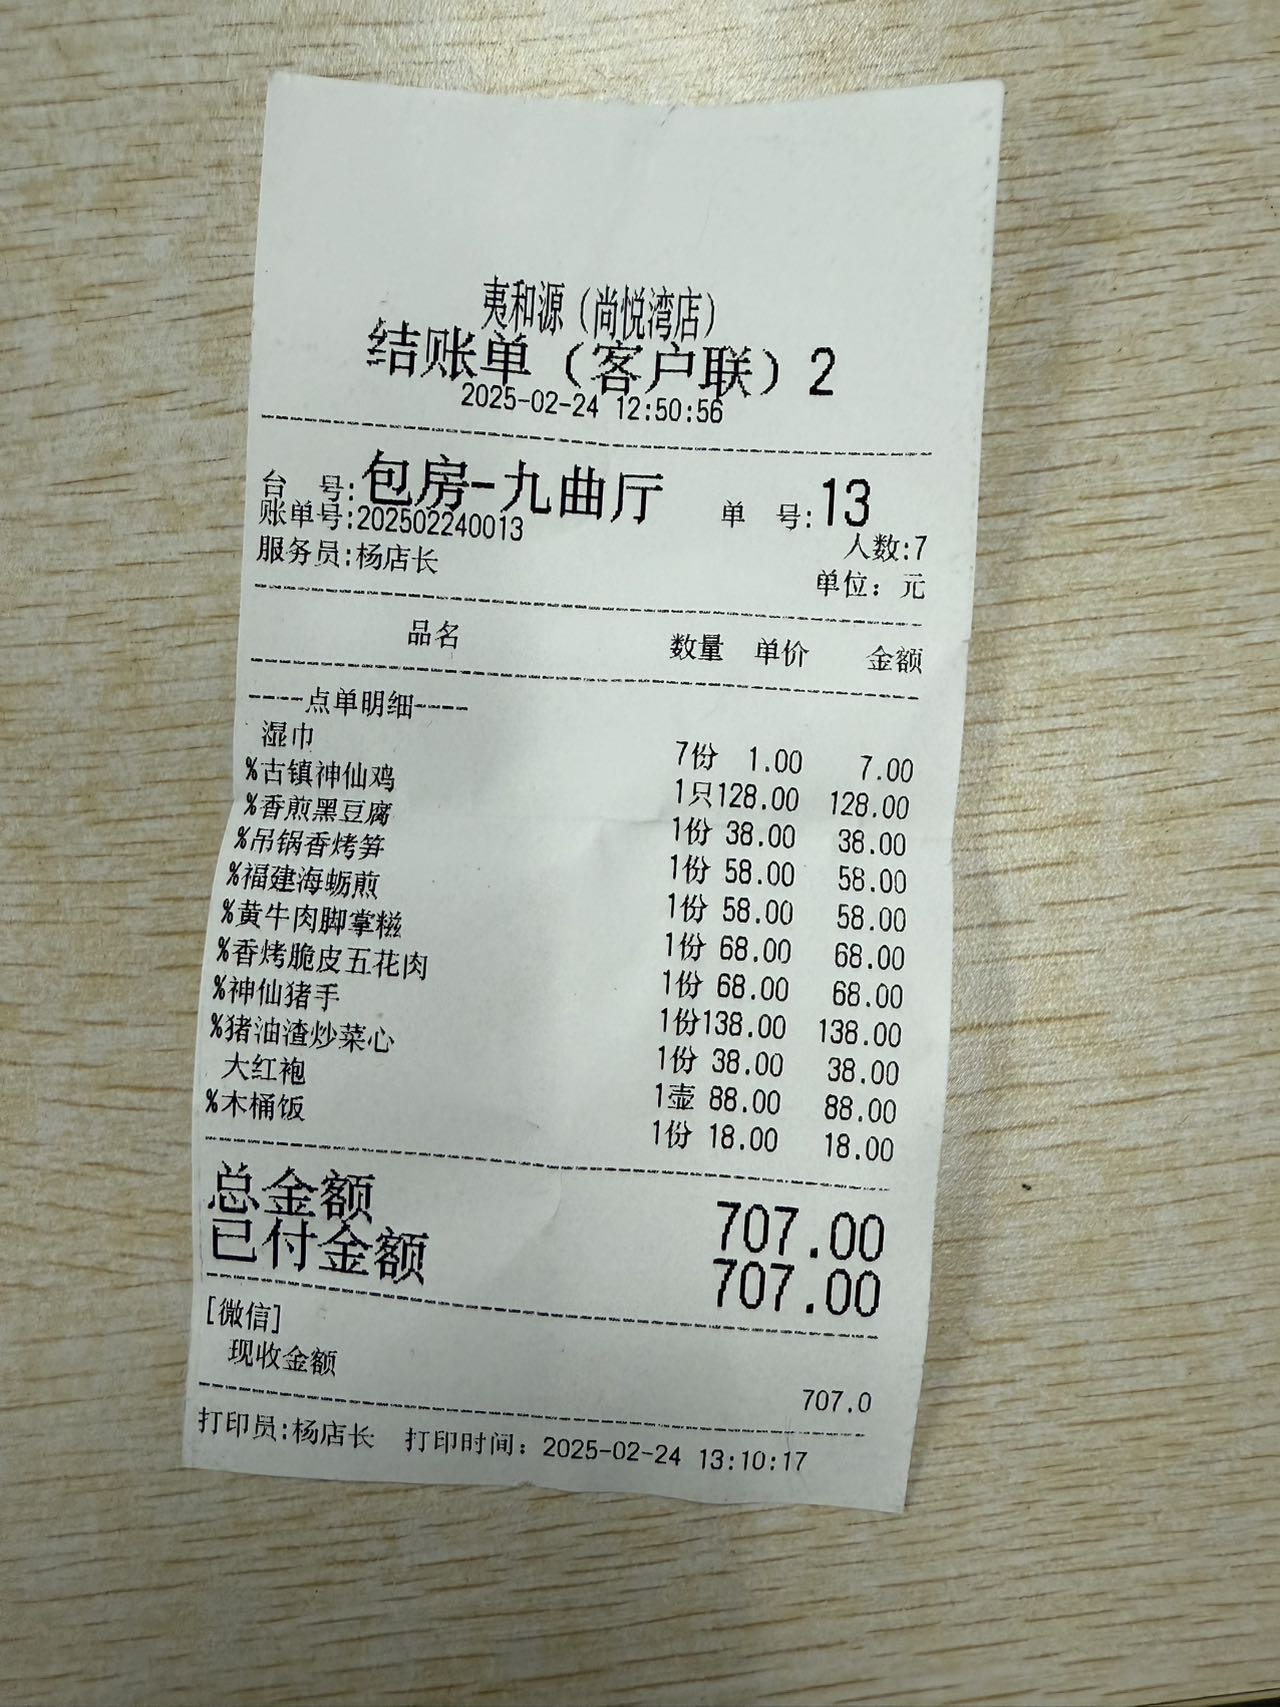 夷和源（尚悦湾店）
结账单（客户联）2
2025-02-24 12:50:56
台 号:包房-九曲厅 单 号:13
账单号:202502240013 人数:7
服务员:杨店长 单位：元
品名 数量 单价 金额
----点单明细----
湿巾 7份 1.00 7.00
%古镇神仙鸡 1只128.00 128.00
%香煎黑豆腐 1份 38.00 38.00
%吊锅香烤笋 1份 58.00 58.00
%福建海蛎煎 1份 58.00 58.00
%黄牛肉脚掌糍 1份 68.00 68.00
%香烤脆皮五花肉 1份 68.00 68.00
%神仙猪手 1份138.00 138.00
%猪油渣炒菜心 1份 38.00 38.00
大红袍 1壶 88.00 88.00
%木桶饭 1份 18.00 18.00
总金额 707.00
已付金额 707.00
[微信]
现收金额 707.0
打印员:杨店长 打印时间：2025-02-24 13:10:17